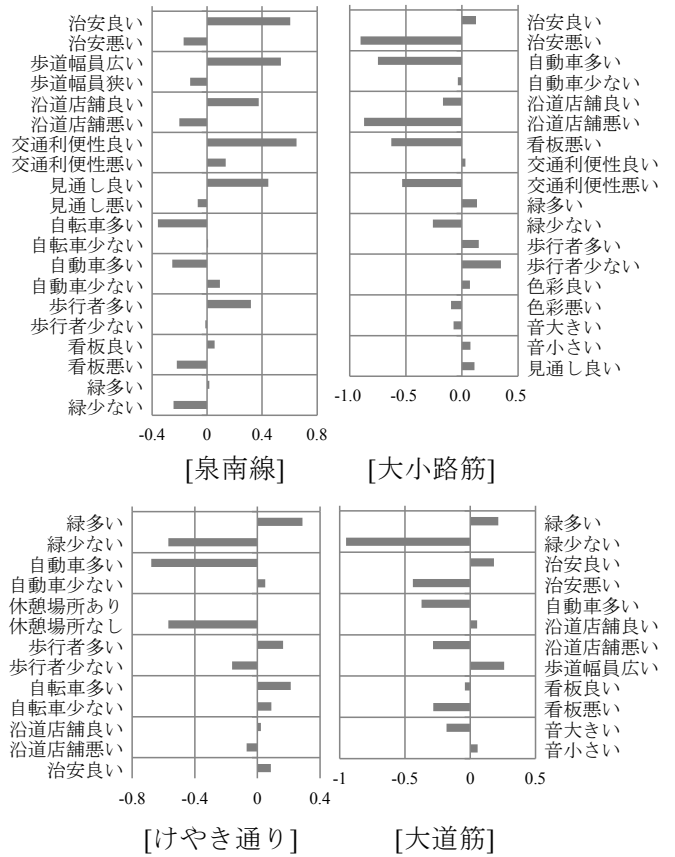 治安良い
治安悪い
歩道幅員広い
歩道幅員狭い
沿道店舗良い
沿道店舗悪い
交通利便性良い
交通利便性悪い
見通し良い
見通し悪い
自転車多い
自転車少ない
自動車多い
自動車少ない
歩行者多い
歩行者少ない
看板良い
看板悪い
緑多い
緑少ない
-0.4 0 0.4 0.8
[泉南線]
治安良い
治安悪い
自動車多い
自動車少ない
沿道店舗良い
沿道店舗悪い
看板悪い
交通利便性良い
交通利便性悪い
緑多い
緑少ない
歩行者多い
歩行者少ない
色彩良い
色彩悪い
音大きい
音小さい
見通し良い
-1.0 -0.5 0.0 0.5
[大小路筋]
緑多い
緑少ない
自動車多い
自動車少ない
休憩場所あり
休憩場所なし
歩行者多い
歩行者少ない
自転車多い
自転車少ない
沿道店舗良い
沿道店舗悪い
治安良い
-0.8 -0.4 0 0.4
[けやき通り]
緑多い
緑少ない
治安良い
治安悪い
自動車多い
沿道店舗良い
沿道店舗悪い
歩道幅員広い
看板良い
看板悪い
音大きい
音小さい
-1 -0.5 0 0.5
[大道筋]